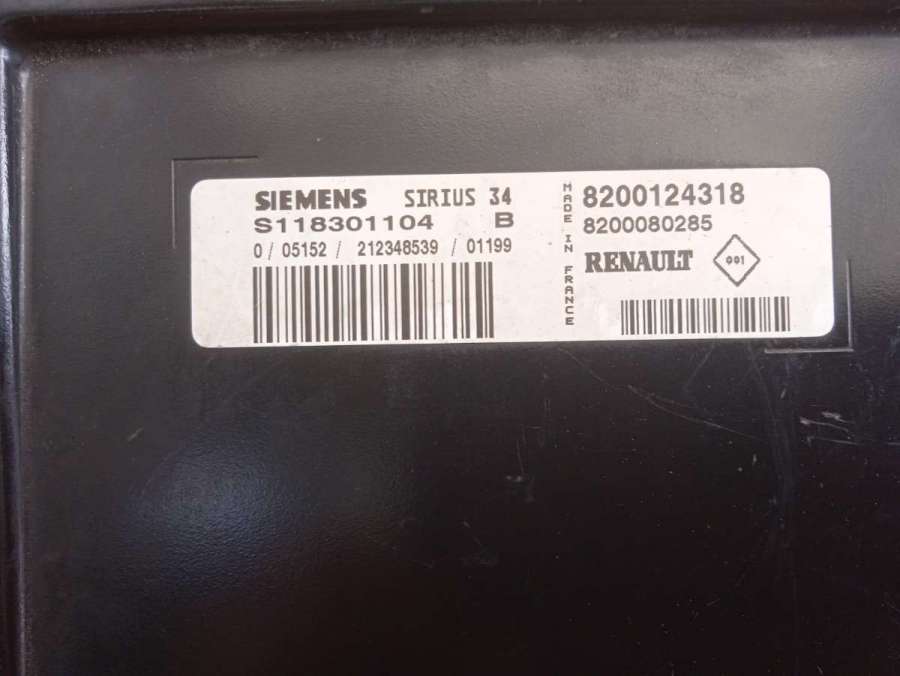 SIEMENS SIRIUS 34
S118301104 B
0/ 05152 / 212348539 / 01199
MADE IN FRANCE
8200124318
8200080285
RENAULT 001